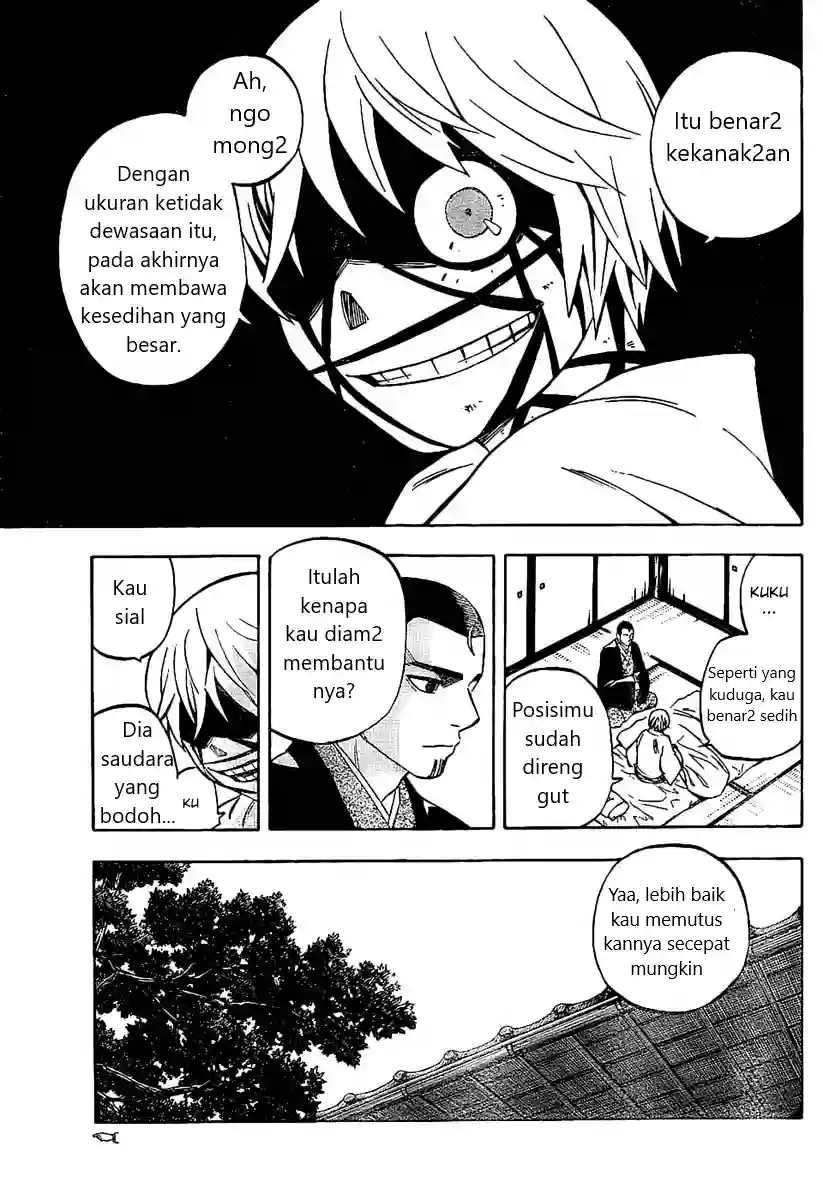 Itu benar2
kekanak2an
Ah,
ngo
mong2
Dengan
ukuran ketidak
dewasaan itu,
pada akhirnya
akan membawa
kesedihan yang
besar.
KUKU
...
Seperti yang
kuduga, kau
benar2 sedih
Posisimu
sudah
direng
gut
Itulah
kenapa
kau diam2
membantu
nya?
Kau
sial
Dia
saudara
yang
bodoh...
KU
Yaa, lebih baik
kau memutus
kannya secepat
mungkin